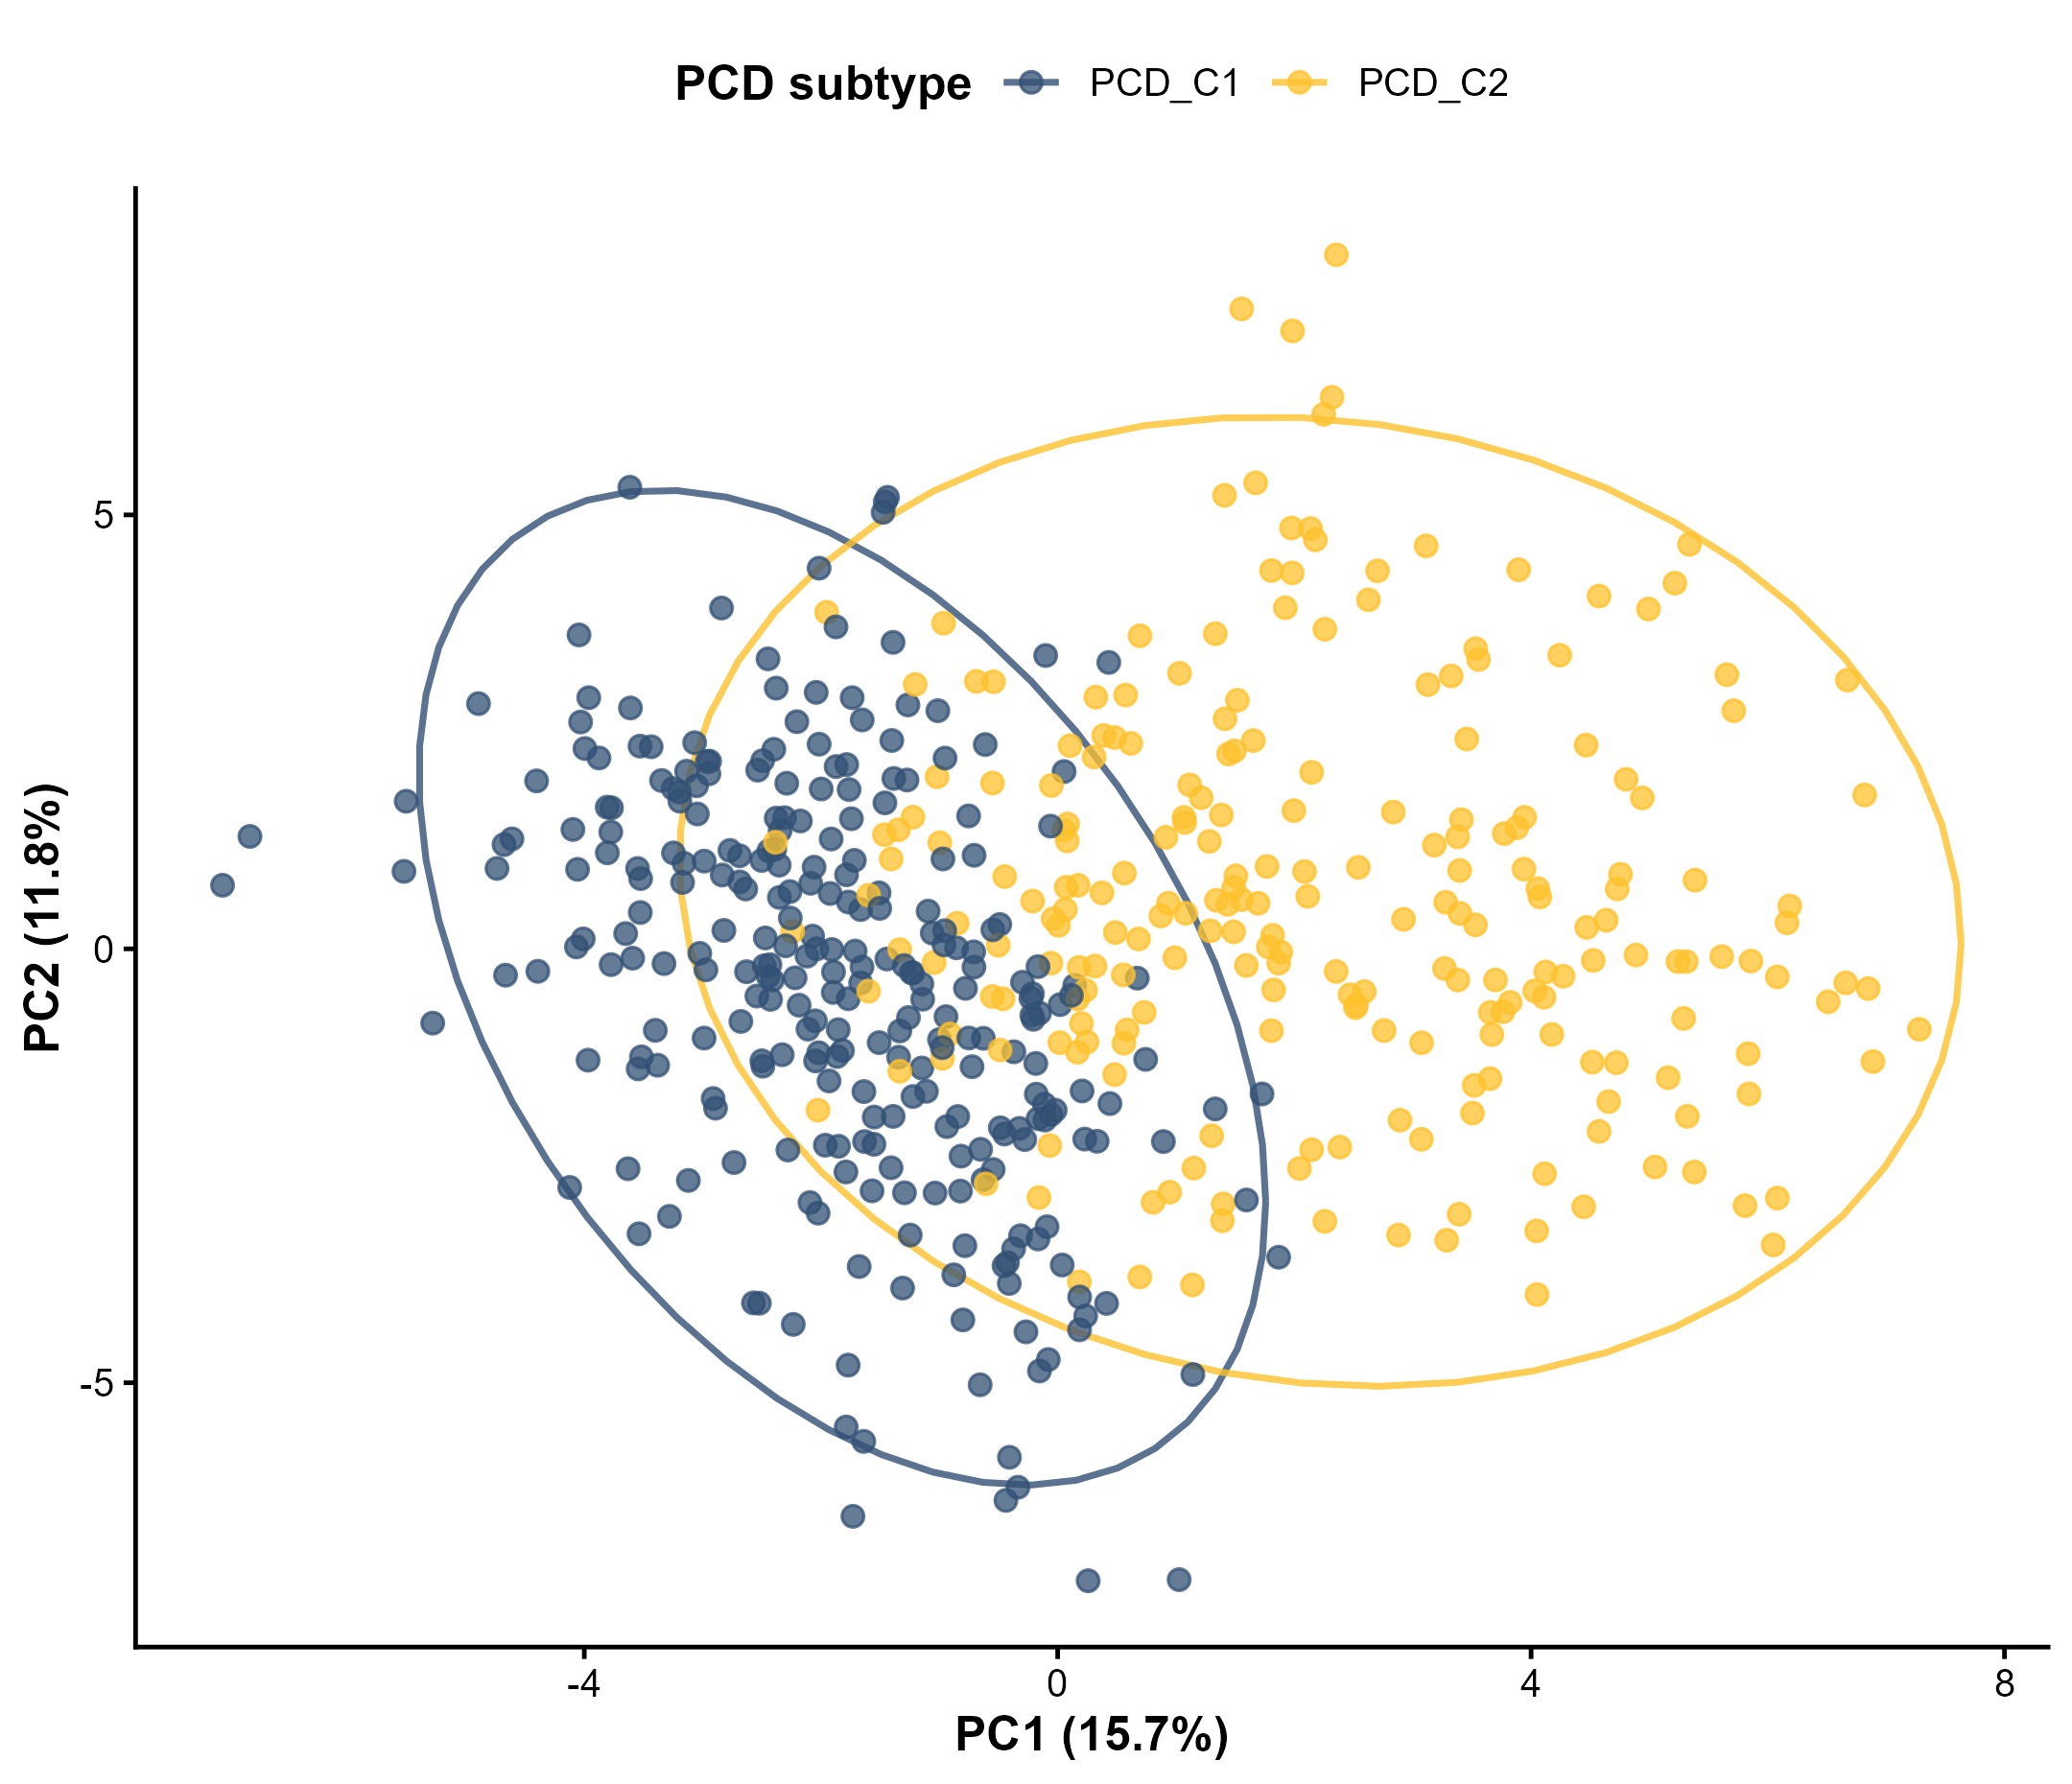 PCD subtype PCD_C1 PCD_C2
5
0
-5
PC2 (11.8%)
-4 0 4 8
PC1 (15.7%)